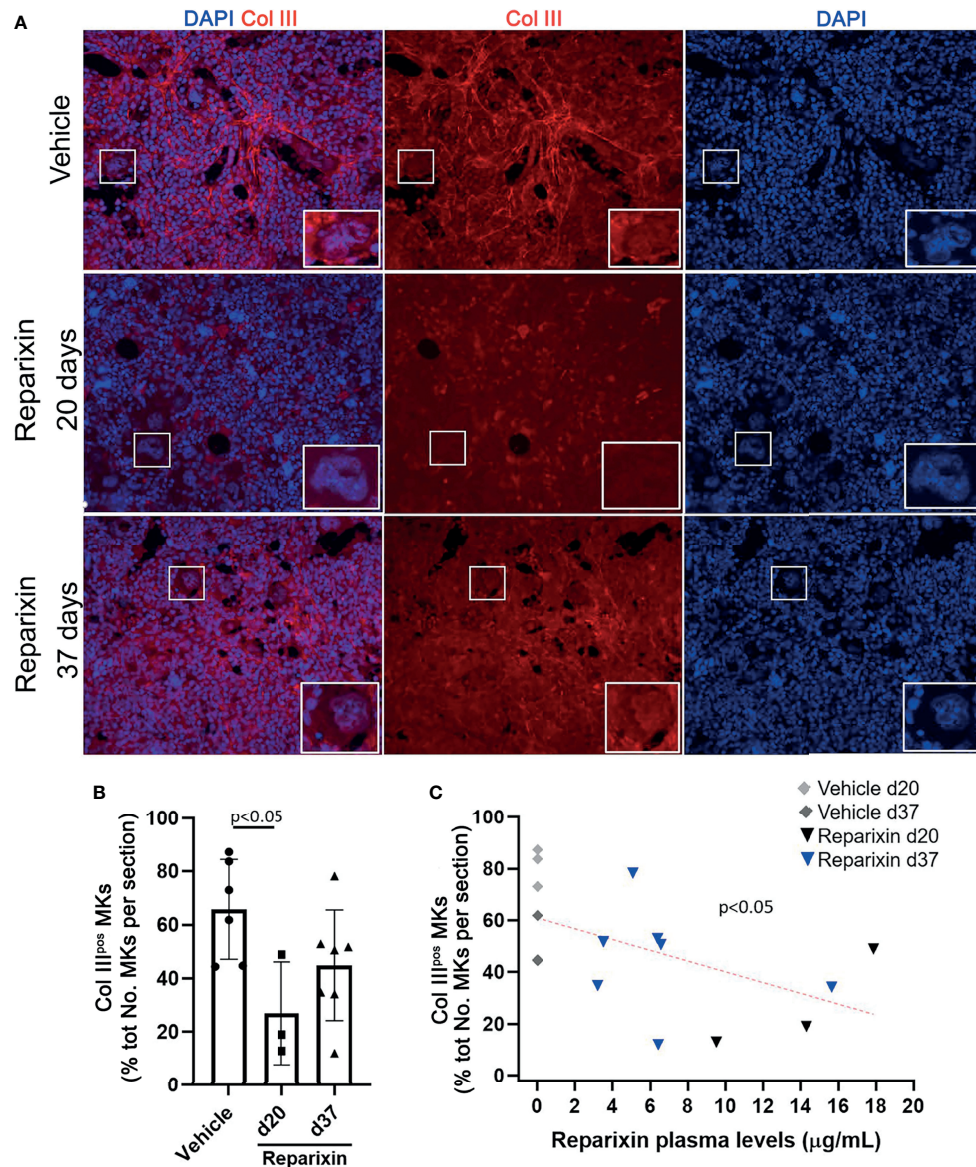 A
DAPI Col III
Col III
DAPI
Vehicle
Reparixin
20 days
Reparixin
37 days
B
Col IIIpos MKs
(% tot No. MKs per section)
100
80
60
40
20
0
p<0.05
Vehicle
d20
d37
Reparixin
C
Col IIIpos MKs
(% tot No. MKs per section)
100
80
60
40
20
0
Vehicle d20
Vehicle d37
Reparixin d20
Reparixin d37
p<0.05
0 2 4 6 8 10 12 14 16 18 20
Reparixin plasma levels (μg/mL)